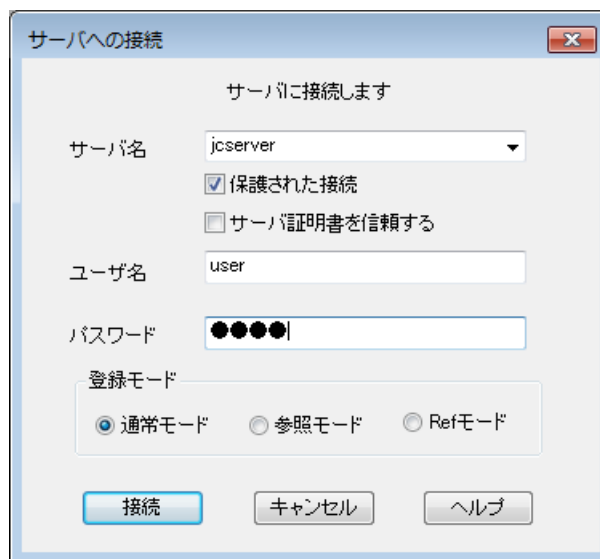 サーバへの接続
サーバに接続します
サーバ名 jcserver
保護された接続
サーバ証明書を信頼する
ユーザ名 user
パスワード ●●●●
登録モード
通常モード 参照モード Refモード
接続 キャンセル ヘルプ